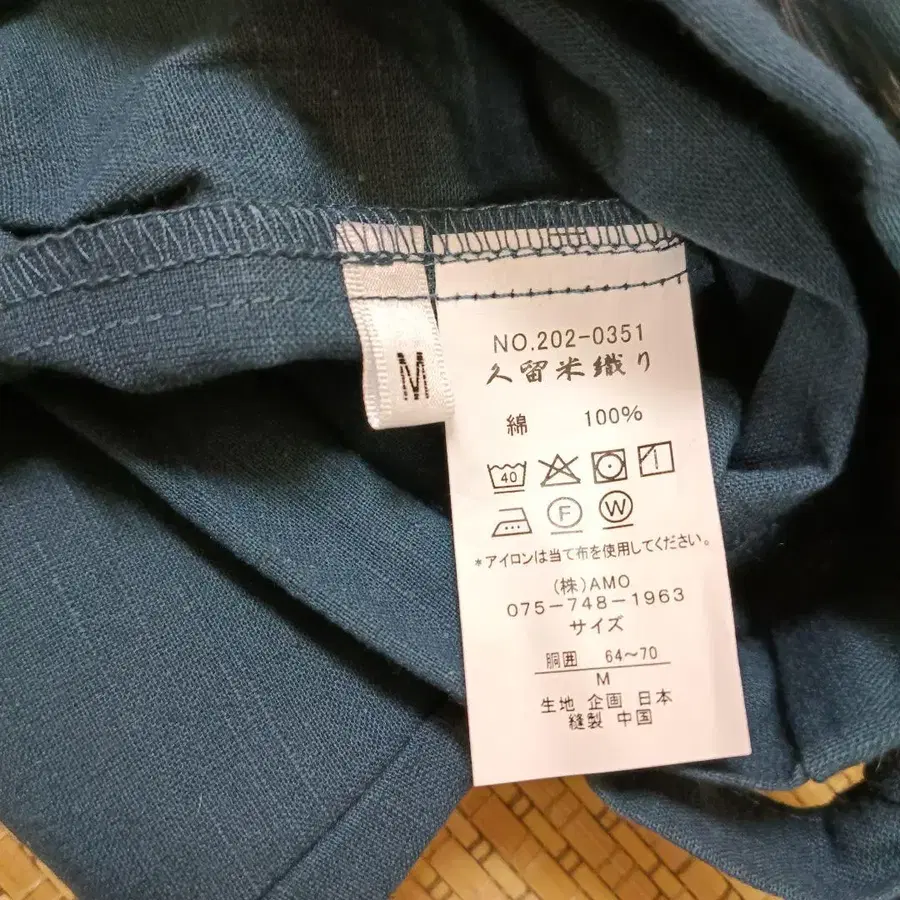 M
NO.202-0351
久留米織り
綿 100%
40
F W
*アイロンは当て布を使用してください。
(株)AMO
075-748-1963
サイズ
胴囲 64~70
M
生地 企画 日本
縫製 中国